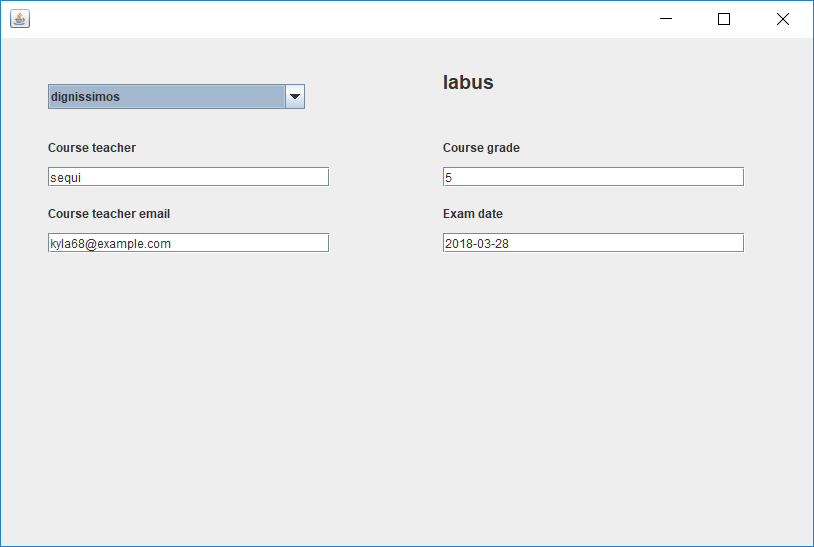 dignissimos
labus
Course teacher
Course grade
sequi
5
Course teacher email
Exam date
kyla68@example.com
2018-03-28